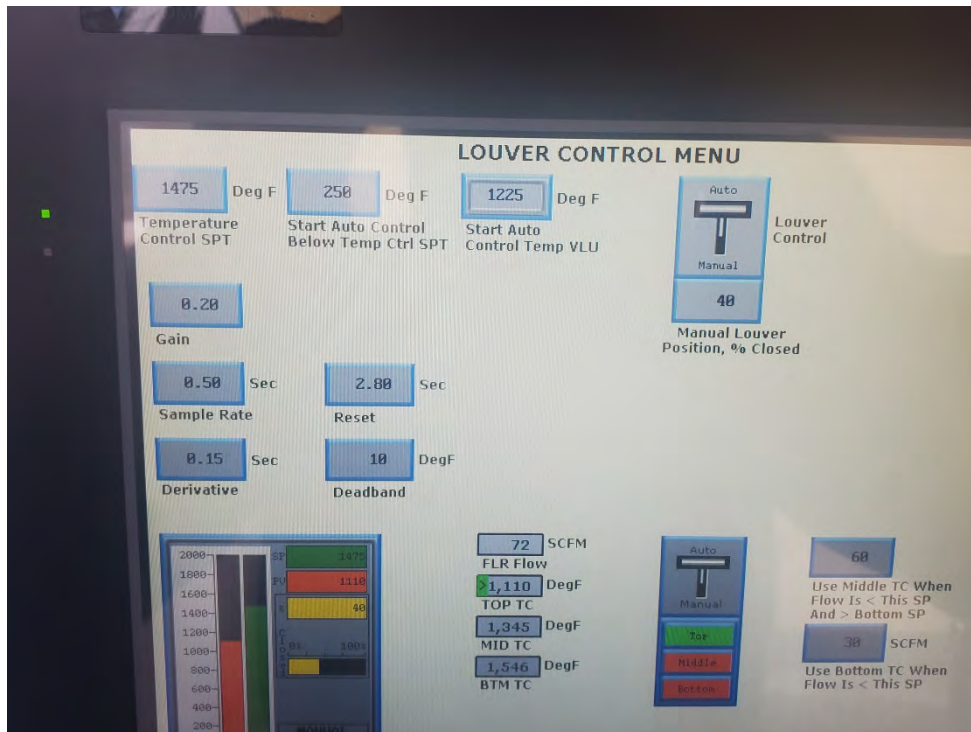 LOUVER CONTROL MENU
1475 Deg F
Temperature
Control SPT
250 Deg F
Start Auto Control
Below Temp Ctrl SPT
1225 Deg F
Start Auto
Control Temp VLU
Auto
Manual
Louver
Control
40
Manual Louver
Position, % Closed
0.20
Gain
0.50 Sec
Sample Rate
2.80 Sec
Reset
0.15 Sec
Derivative
10 DegF
Deadband
2000
1800
1600
1400
1200
1000
800
600
400
200
SP 1475
PV 1110
40
0% 100%
72 SCFM
FLR Flow
>1,110 DegF
TOP TC
1,345 DegF
MID TC
1,546 DegF
BTM TC
Auto
Manual
Top
Middle
Bottom
60
Use Middle TC When
Flow Is < This SP
And > Bottom SP
30 SCFM
Use Bottom TC When
Flow Is < This SP